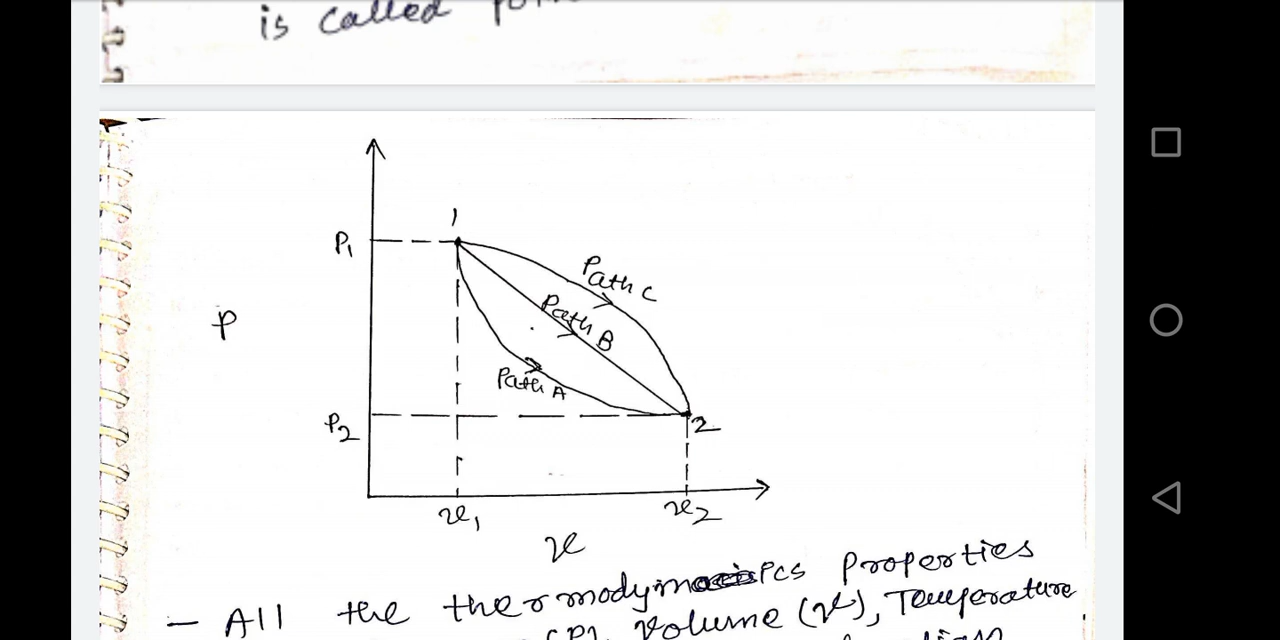 is called
1
P₁
Path C
Path B
P
Path A
P₂
2
v₁
v₂
v
- All the thermodynamics Properties
(P), Volume (v), Temperature